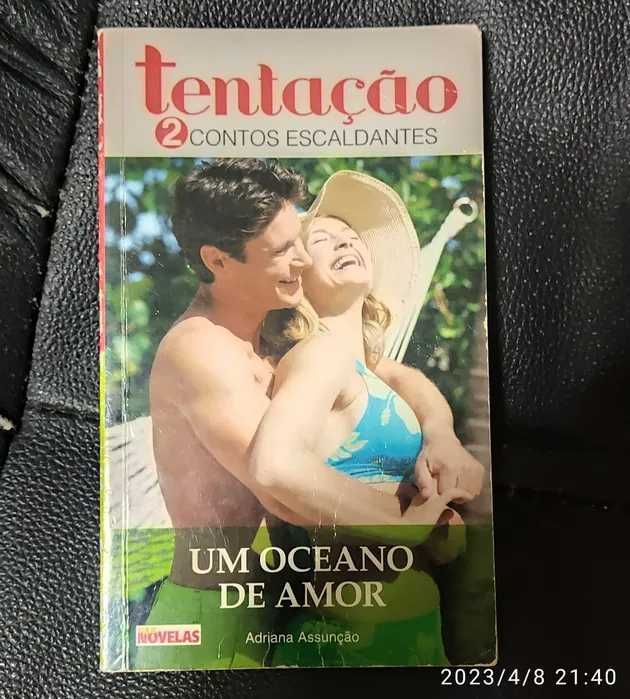 tentação
2 CONTOS ESCALDANTES
UM OCEANO
DE AMOR
NOVELAS
Adriana Assunção
2023/4/8 21:40